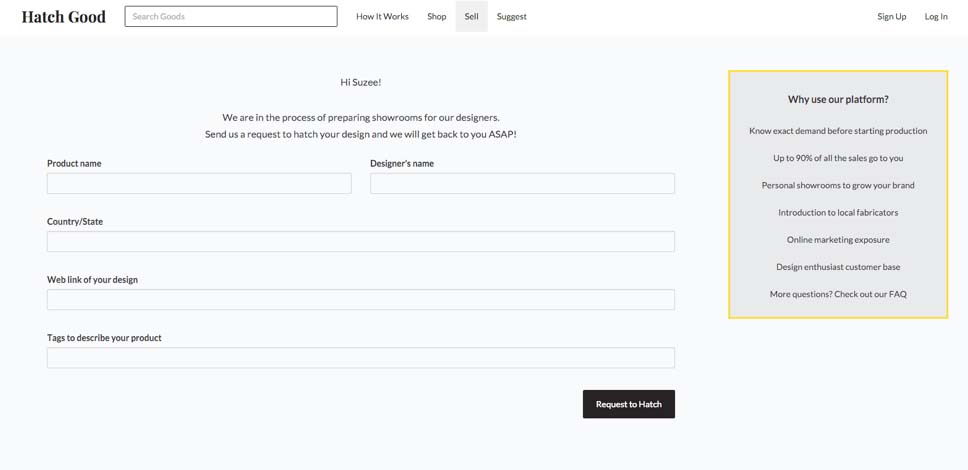 Hatch Good
Search Goods
How It Works
Shop
Sell
Suggest
Sign Up
Log In
Hi Suzee!
We are in the process of preparing showrooms for our designers.
Send us a request to hatch your design and we will get back to you ASAP!
Product name
Designer's name
Country/State
Web link of your design
Tags to describe your product
Request to Hatch
Why use our platform?
Know exact demand before starting production
Up to 90% of all the sales go to you
Personal showrooms to grow your brand
Introduction to local fabricators
Online marketing exposure
Design enthusiast customer base
More questions? Check out our FAQ